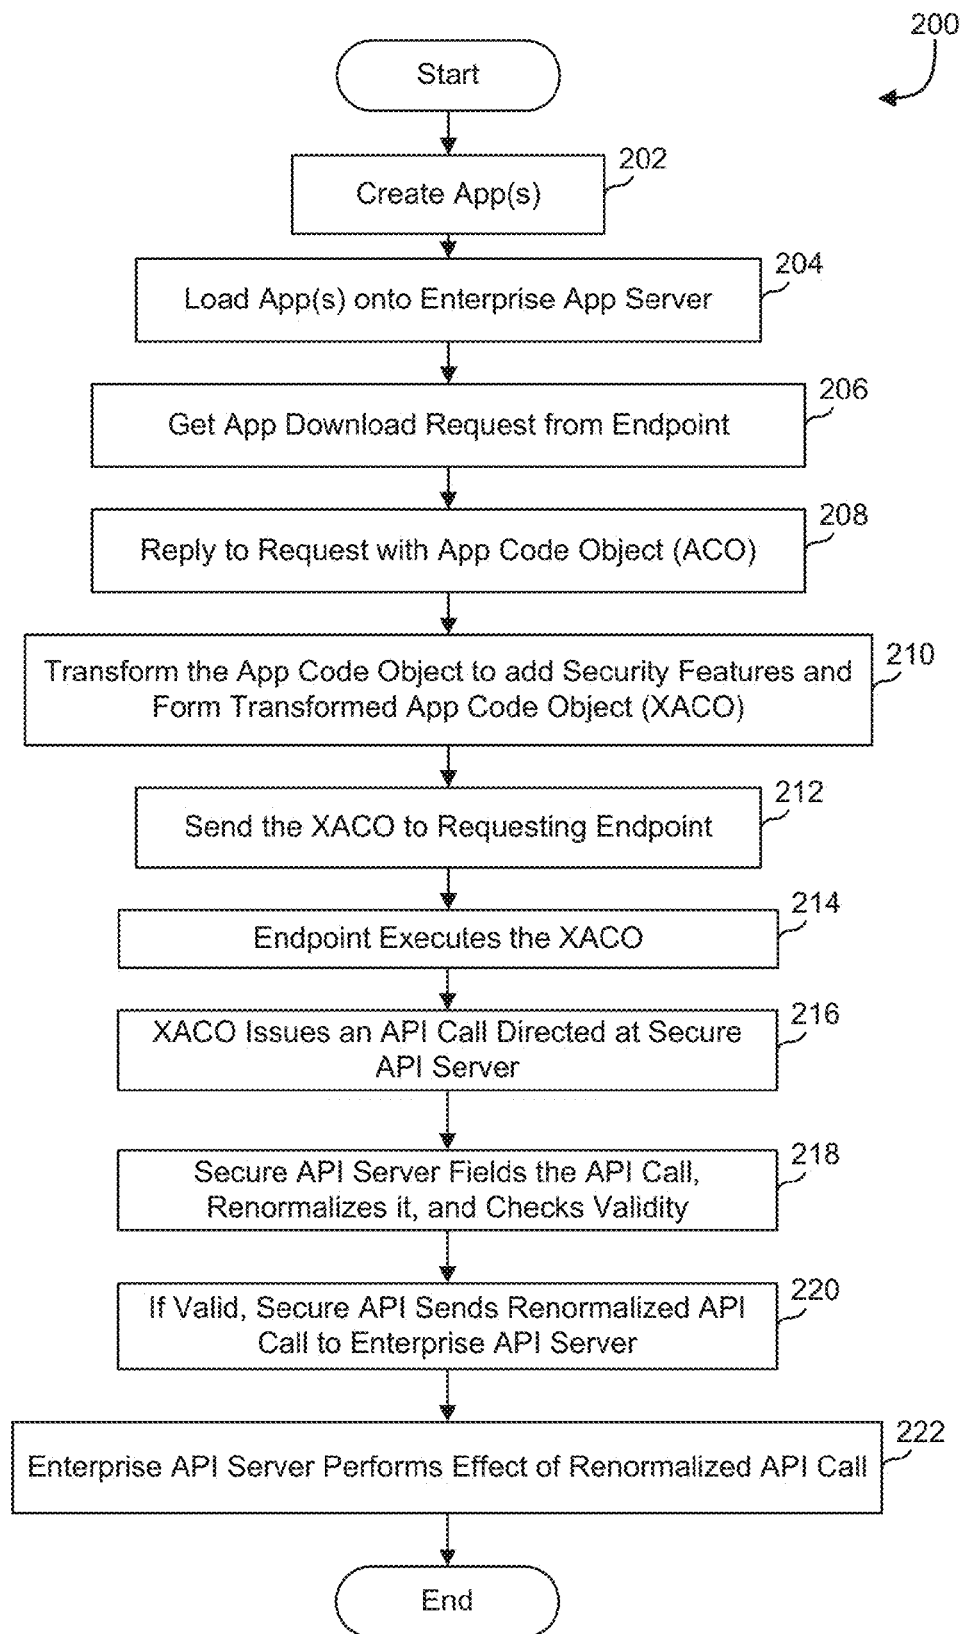 200
Start
202
Create App(s)
204
Load App(s) onto Enterprise App Server
206
Get App Download Request from Endpoint
208
Reply to Request with App Code Object (ACO)
210
Transform the App Code Object to add Security Features and
Form Transformed App Code Object (XACO)
212
Send the XACO to Requesting Endpoint
214
Endpoint Executes the XACO
216
XACO Issues an API Call Directed at Secure
API Server
218
Secure API Server Fields the API Call,
Renormalizes it, and Checks Validity
220
If Valid, Secure API Sends Renormalized API
Call to Enterprise API Server
222
Enterprise API Server Performs Effect of Renormalized API Call
End